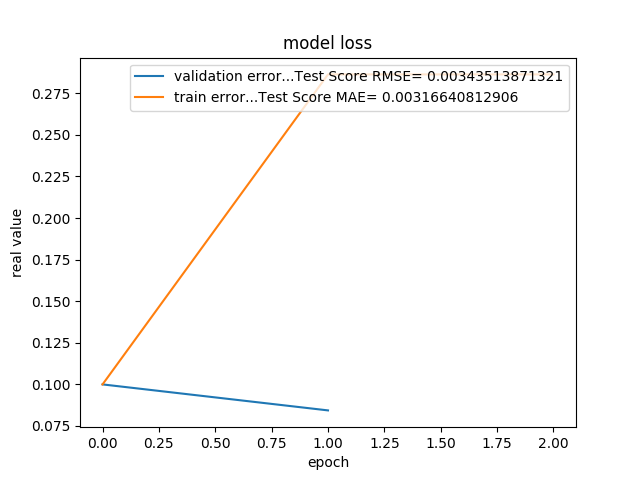 model loss
validation error...Test Score RMSE= 0.00343513871321
train error...Test Score MAE= 0.00316640812906
0.275
0.250
0.225
0.200
0.175
0.150
0.125
0.100
0.075
real value
0.00 0.25 0.50 0.75 1.00 1.25 1.50 1.75 2.00
epoch